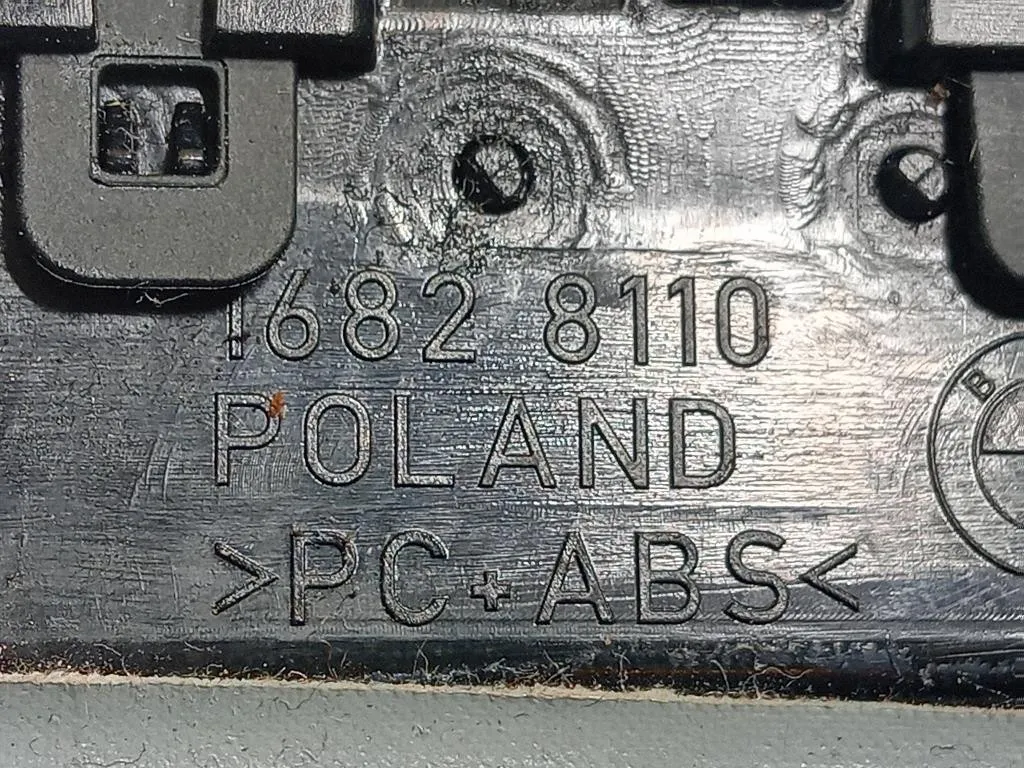 1682 8110
POLAND
>PC+ABS<
B